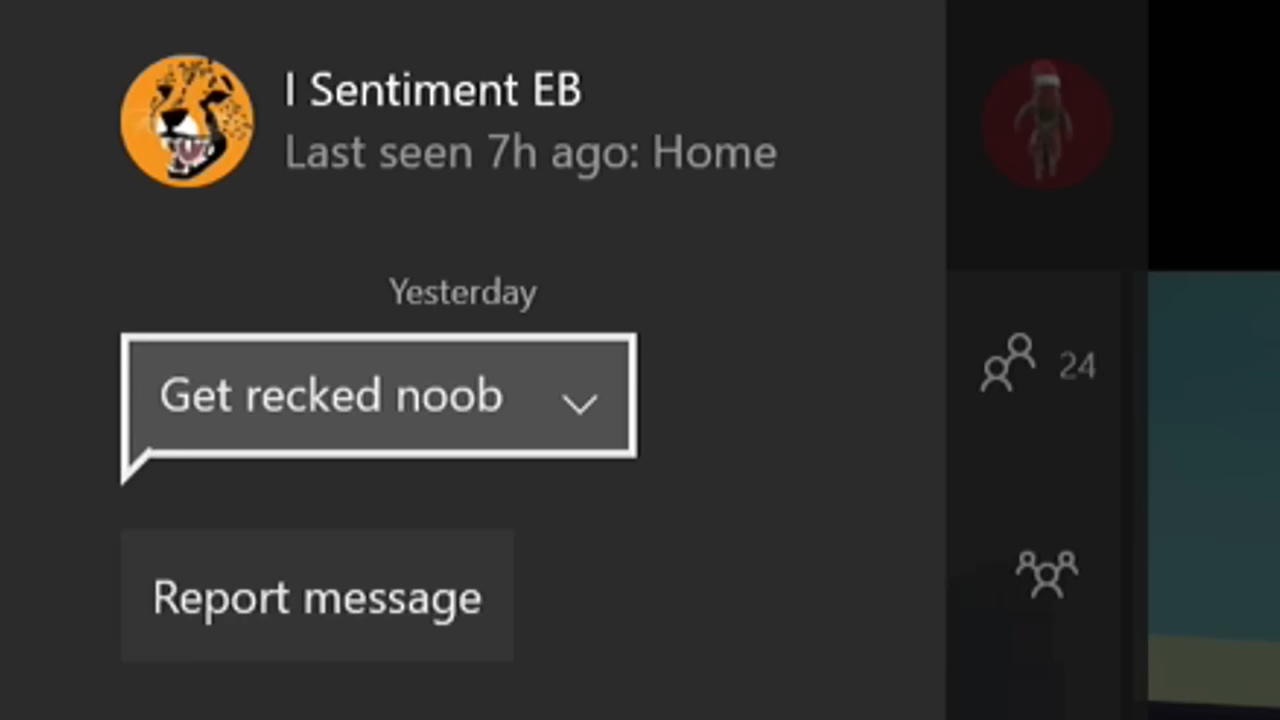 I Sentiment EB
Last seen 7h ago: Home
Yesterday
Get recked noob
24
Report message